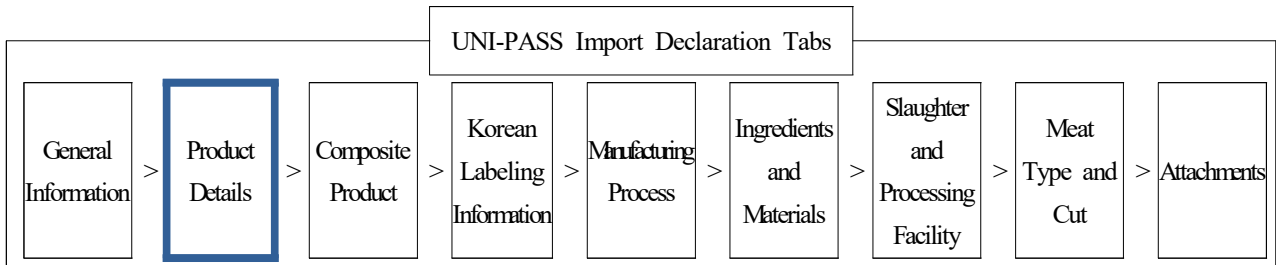 UNI-PASS Import Declaration Tabs
General
Information
>
Product
Details
>
Composite
Product
>
Korean
Labeling
Information
>
Manufacturing
Process
>
Ingredients
and
Materials
>
Slaughter
and
Processing
Facility
>
Meat
Type and
Cut
>
Attachments